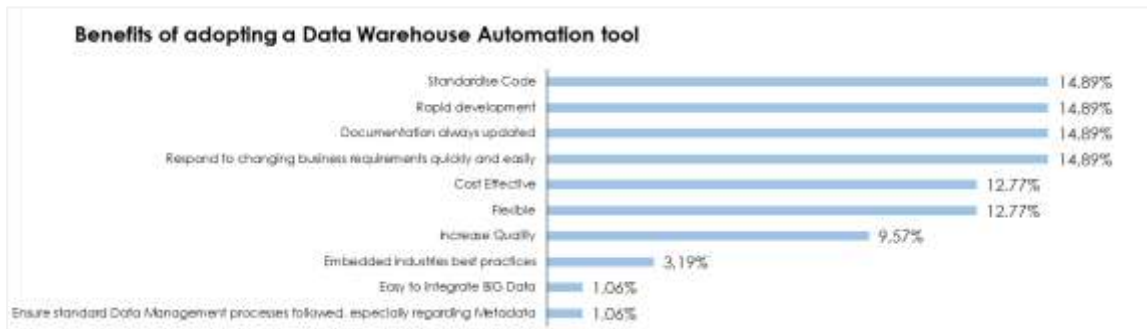 Benefits of adopting a Data Warehouse Automation tool
Standardise Code 14,89%
Rapid development 14,89%
Documentation always updated 14,89%
Respond to changing business requirements quickly and easily 14,89%
Cost Effective 12,77%
Flexible 12,77%
Increase Quality 9,57%
Embedded industries best practices 3,19%
Easy to Integrate BIG Data 1,06%
Ensure standard Data Management processes followed, especially regarding Metadata 1,06%